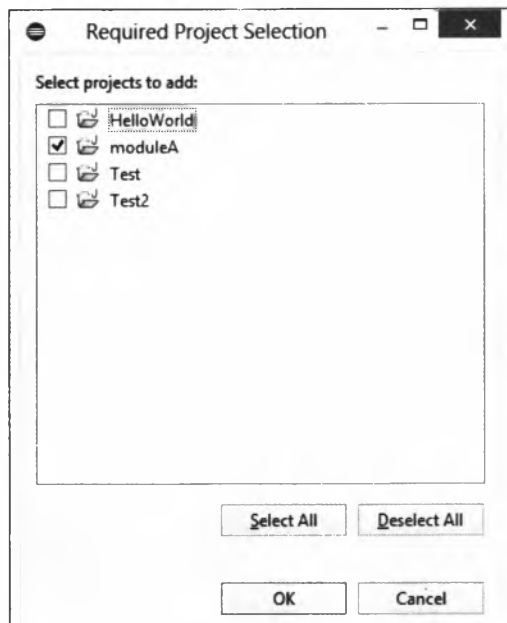 Required Project Selection
Select projects to add:
HelloWorld
moduleA
Test
Test2
Select All Deselect All
OK Cancel